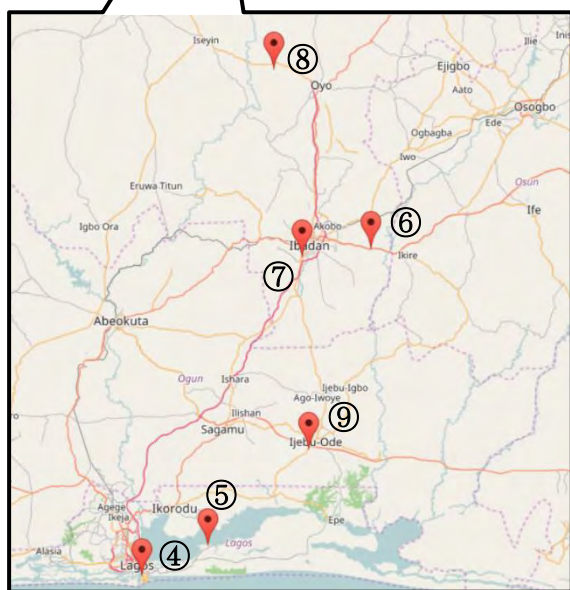 Iseyin
⑧
Ilie
Inis
Ejigbo
Oyo
Aato
Osogbo
Ede
Ogbagba
Iwo
Eruwa Titun
Osun
Igbo Ora
Akobo
⑥
Ife
Ibadan
Ikire
⑦
Abeokuta
Ogun
Ishara
Ijebu-Igbo
Ago-Iwoye
Ilishan
⑨
Sagamu
Ijebu-Ode
⑤
Agege
Ikorodu
Ikeja
Epe
Alasia
④
Lagos
Lagos